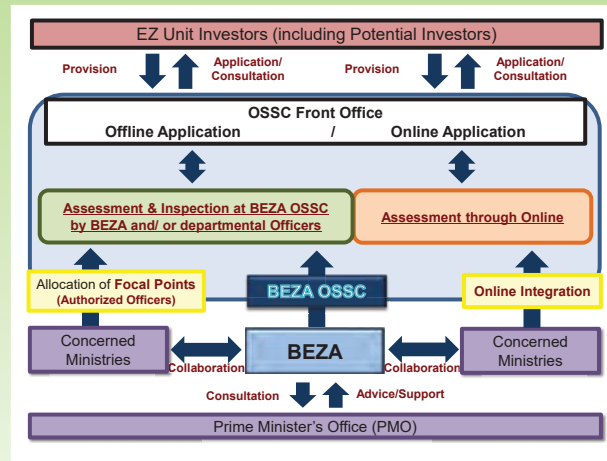 EZ Unit Investors (including Potential Investors)
Provision
Application/
Consultation
Provision
Application/
Consultation
OSSC Front Office
Offline Application / Online Application
Assessment & Inspection at BEZA OSSC
by BEZA and/ or departmental Officers
Assessment through Online
Allocation of Focal Points
(Authorized Officers)
BEZA OSSC
Online Integration
Concerned
Ministries
Collaboration
BEZA
Collaboration
Concerned
Ministries
Consultation
Advice/Support
Prime Minister's Office (PMO)